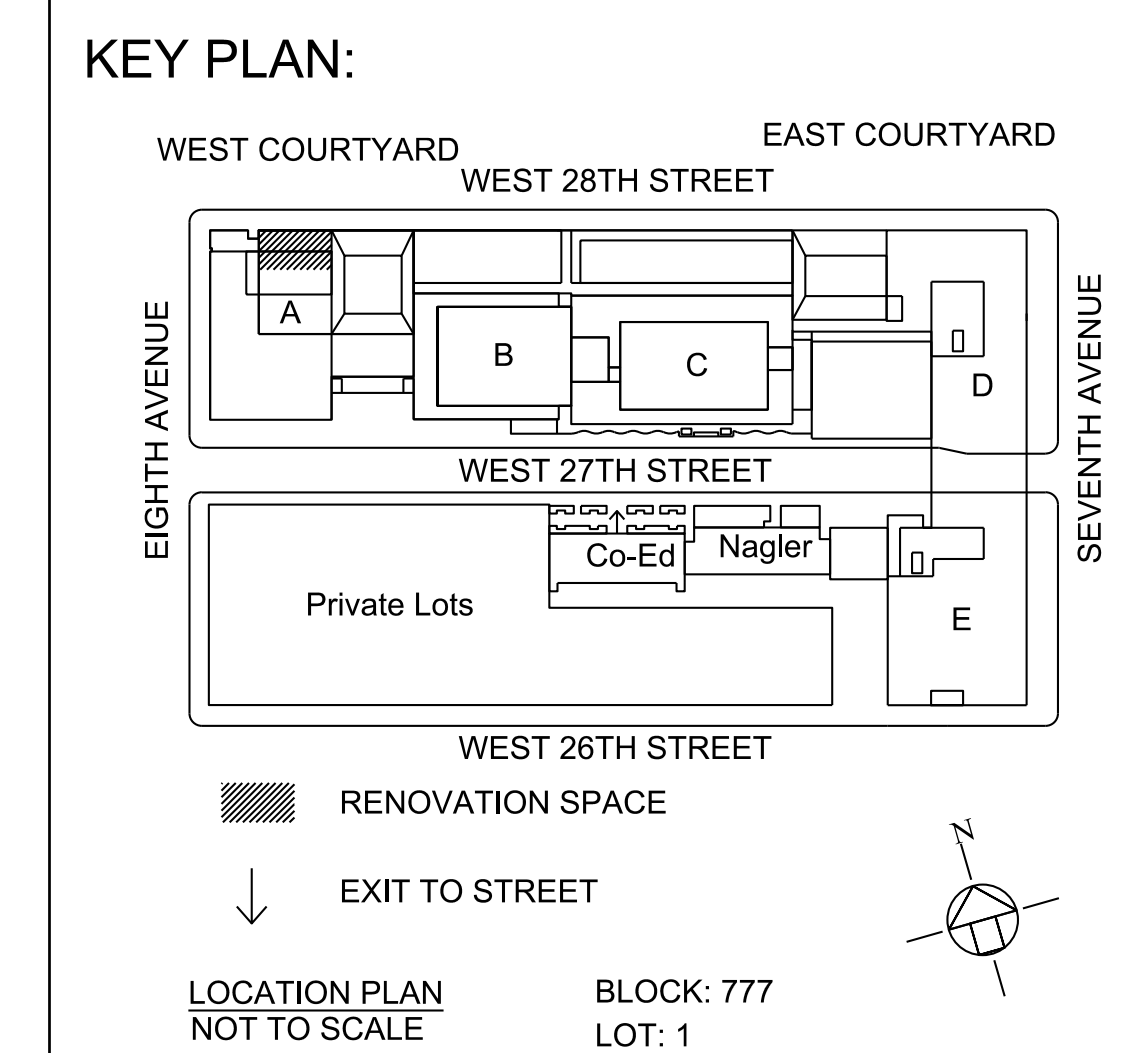 KEY PLAN:
WEST COURTYARD
EAST COURTYARD
WEST 28TH STREET
EIGHTH AVENUE
A
B
C
D
SEVENTH AVENUE
WEST 27TH STREET
Co-Ed
Nagler
Private Lots
E
WEST 26TH STREET
RENOVATION SPACE
EXIT TO STREET
N
LOCATION PLAN
NOT TO SCALE
BLOCK: 777
LOT: 1